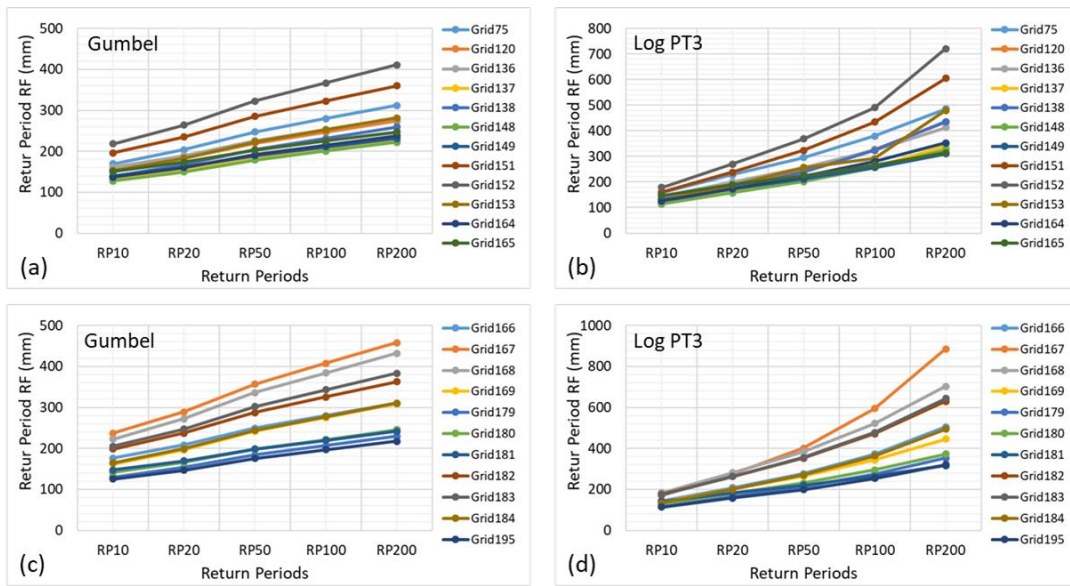 Gumbel
Retur Period RF (mm)
500
400
300
200
100
0
RP10 RP20 RP50 RP100 RP200
Return Periods
(a)
Grid75
Grid120
Grid136
Grid137
Grid138
Grid148
Grid149
Grid151
Grid152
Grid153
Grid164
Grid165
Log PT3
Retur Period RF (mm)
800
700
600
500
400
300
200
100
0
RP10 RP20 RP50 RP100 RP200
Return Periods
(b)
Grid75
Grid120
Grid136
Grid137
Grid138
Grid148
Grid149
Grid151
Grid152
Grid153
Grid164
Grid165
Gumbel
Retur Period RF (mm)
500
400
300
200
100
0
RP10 RP20 RP50 RP100 RP200
Return Periods
(c)
Grid166
Grid167
Grid168
Grid169
Grid179
Grid180
Grid181
Grid182
Grid183
Grid184
Grid195
Log PT3
Retur Period RF (mm)
1000
800
600
400
200
0
RP10 RP20 RP50 RP100 RP200
Return Periods
(d)
Grid166
Grid167
Grid168
Grid169
Grid179
Grid180
Grid181
Grid182
Grid183
Grid184
Grid195